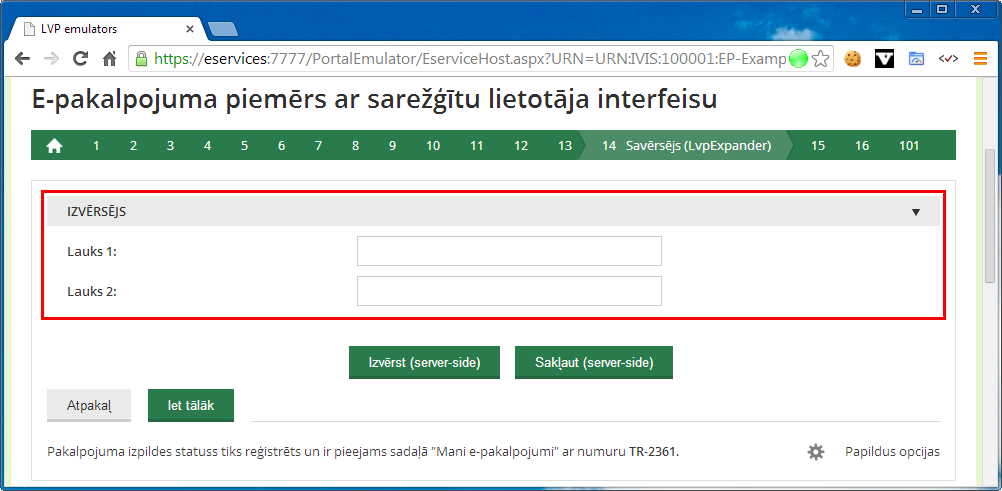 LVP emulators
https://eservices:7777/PortalEmulator/EserviceHost.aspx?URN=URN:IVIS:100001:EP-Examp
E-pakalpojuma piemērs ar sarežģītu lietotāja interfeisu
1 2 3 4 5 6 7 8 9 10 11 12 13 14 Savērsējs (LvpExpander) 15 16 101
IZVĒRSĒJS
Lauks 1:
Lauks 2:
Izvērst (server-side) Sakļaut (server-side)
Atpakaļ Iet tālāk
Pakalpojuma izpildes statuss tiks reģistrēts un ir pieejams sadaļā "Mani e-pakalpojumi" ar numuru TR-2361. Papildus opcijas